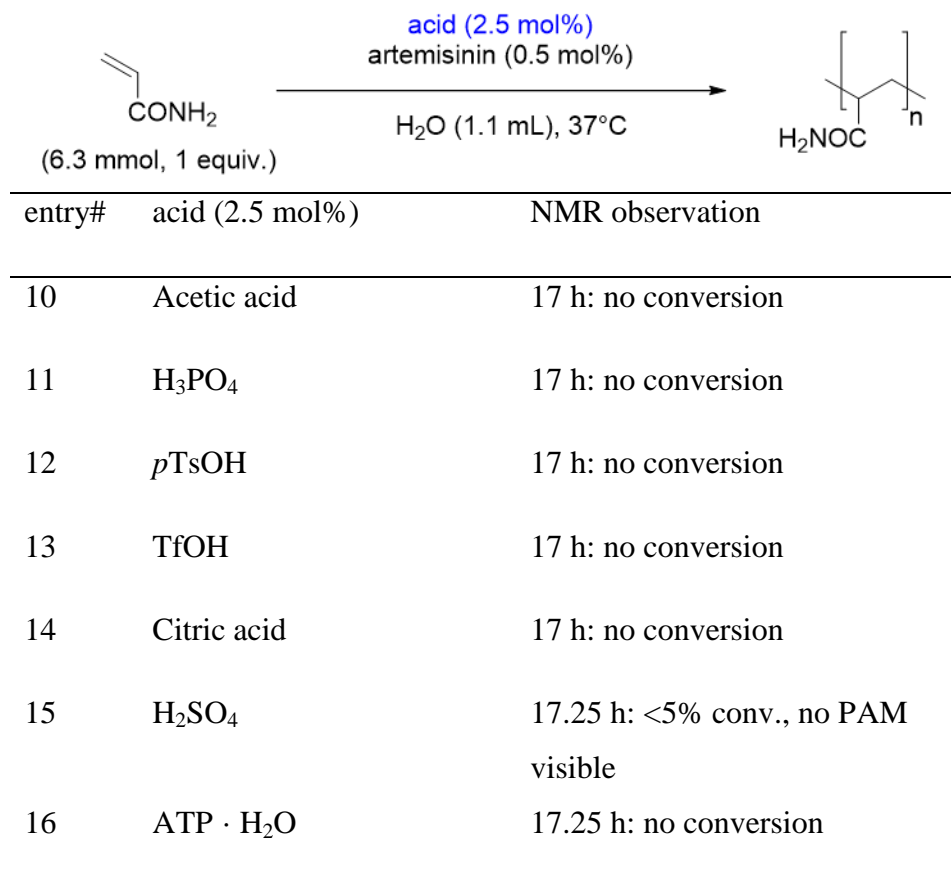 acid (2.5 mol%)
artemisinin (0.5 mol%)
CONH₂
H₂O (1.1 mL), 37°C
n
H₂NOC
(6.3 mmol, 1 equiv.)
entry# acid (2.5 mol%) NMR observation
10 Acetic acid 17 h: no conversion
11 H₃PO₄ 17 h: no conversion
12 pTsOH 17 h: no conversion
13 TfOH 17 h: no conversion
14 Citric acid 17 h: no conversion
15 H₂SO₄ 17.25 h: <5% conv., no PAM
visible
16 ATP · H₂O 17.25 h: no conversion